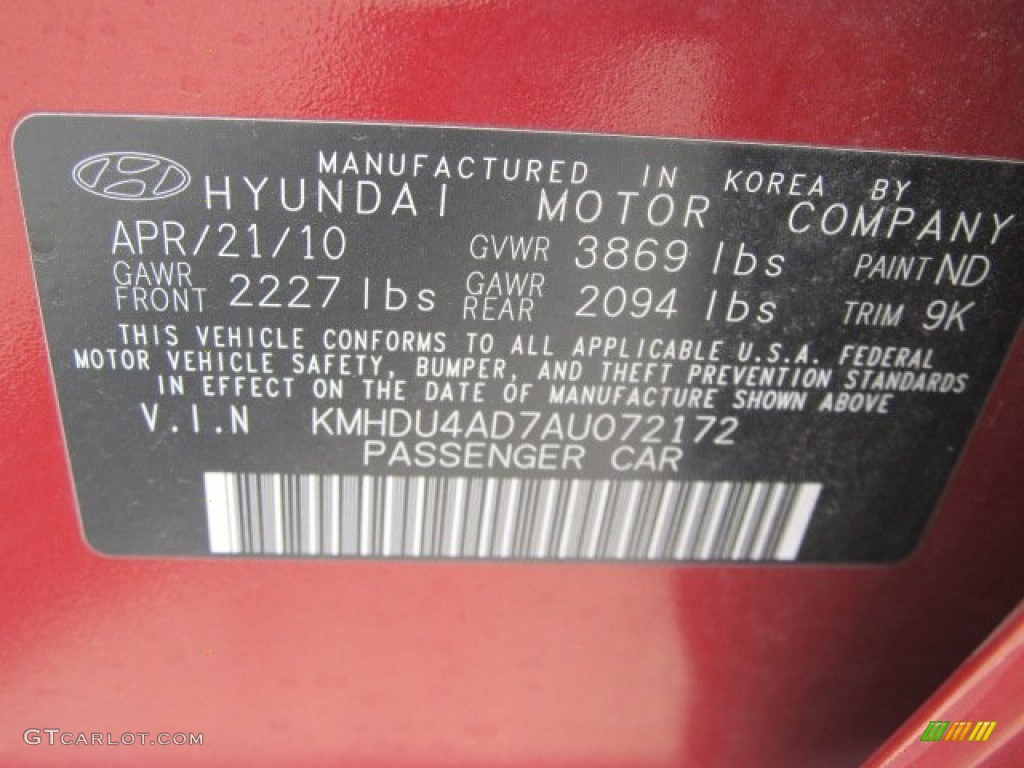 MANUFACTURED IN KOREA BY
HYUNDAI MOTOR COMPANY
APR/21/10 GVWR 3869 lbs PAINT ND
GAWR FRONT 2227 lbs GAWR REAR 2094 lbs TRIM 9K
THIS VEHICLE CONFORMS TO ALL APPLICABLE U.S.A. FEDERAL
MOTOR VEHICLE SAFETY, BUMPER, AND THEFT PREVENTION STANDARDS
IN EFFECT ON THE DATE OF MANUFACTURE SHOWN ABOVE
V.I.N KMHDU4AD7AU072172
PASSENGER CAR
GTCARLOT.COM